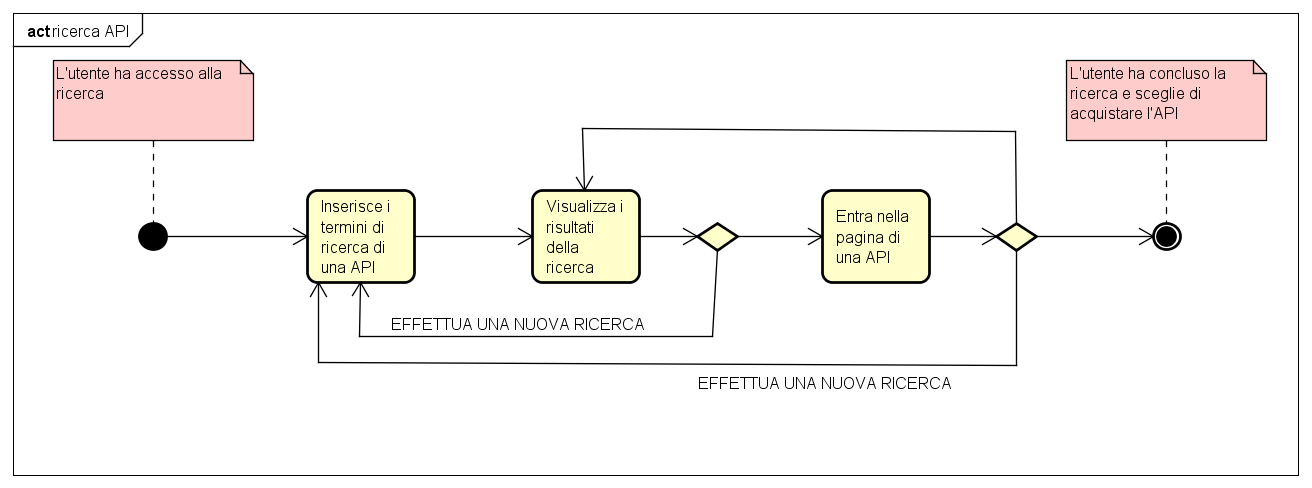 act ricerca API
L'utente ha accesso alla
ricerca
L'utente ha concluso la
ricerca e sceglie di
acquistare l'API
Inserisce i
termini di
ricerca di
una API
Visualizza i
risultati
della
ricerca
Entra nella
pagina di
una API
EFFETTUA UNA NUOVA RICERCA
EFFETTUA UNA NUOVA RICERCA